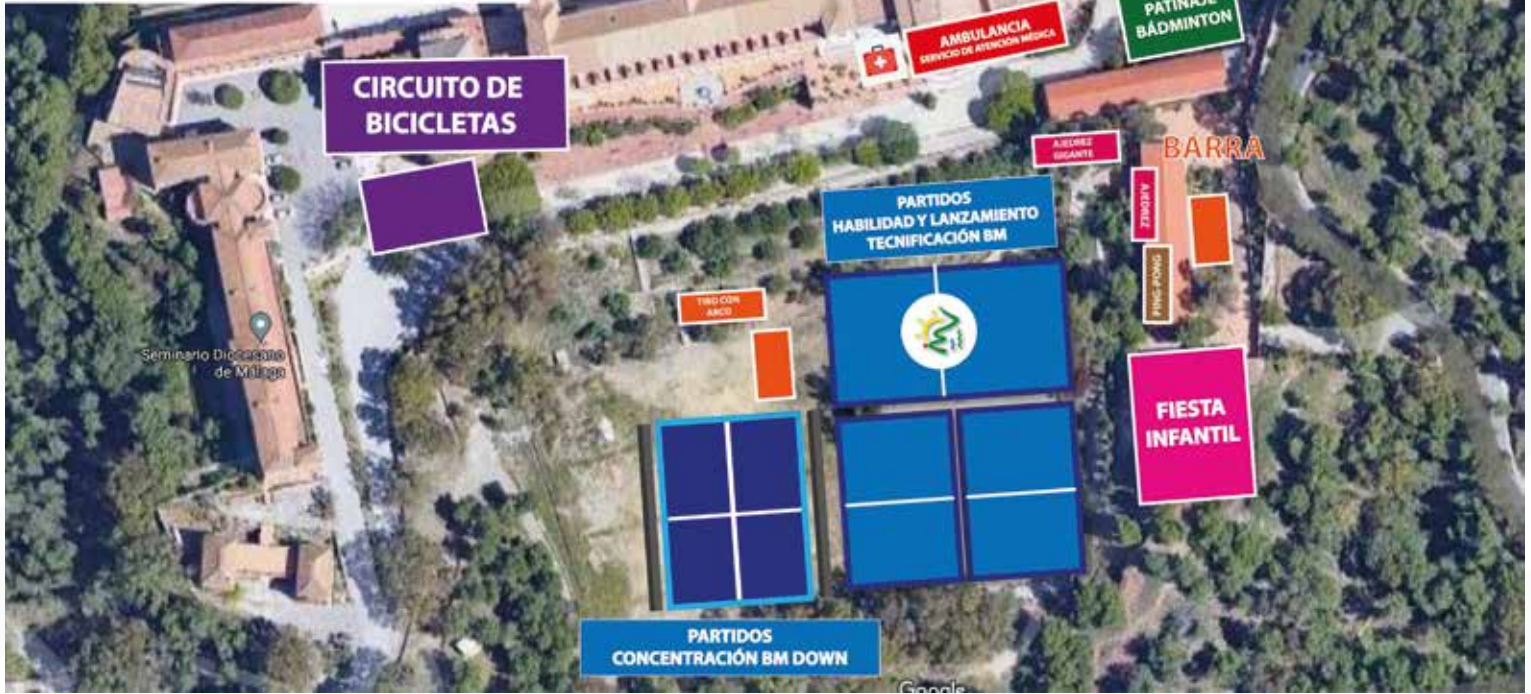 PATINAJE
BÁDMINTON
AMBULANCIA
SERVICIO DE ATENCIÓN MÉDICA
CIRCUITO DE
BICICLETAS
AJEDREZ
GIGANTE
BARRA
AJEDREZ
PARTIDOS
HABILIDAD Y LANZAMIENTO
TECNIFICACIÓN BM
PING-PONG
TIRO CON
ARCO
Seminario Diocesano
de Málaga
FIESTA
INFANTIL
PARTIDOS
CONCENTRACIÓN BM DOWN
Google